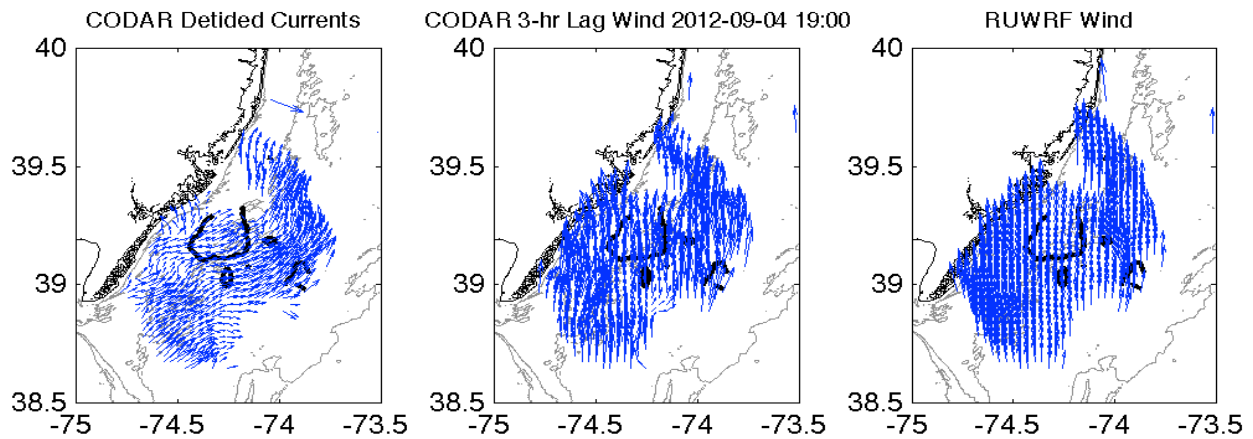 CODAR Detided Currents
CODAR 3-hr Lag Wind 2012-09-04 19:00
RUWRF Wind
40 40 40
39.5 39.5 39.5
39 39 39
38.5 38.5 38.5
-75 -74.5 -74 -73.5 -75 -74.5 -74 -73.5 -75 -74.5 -74 -73.5